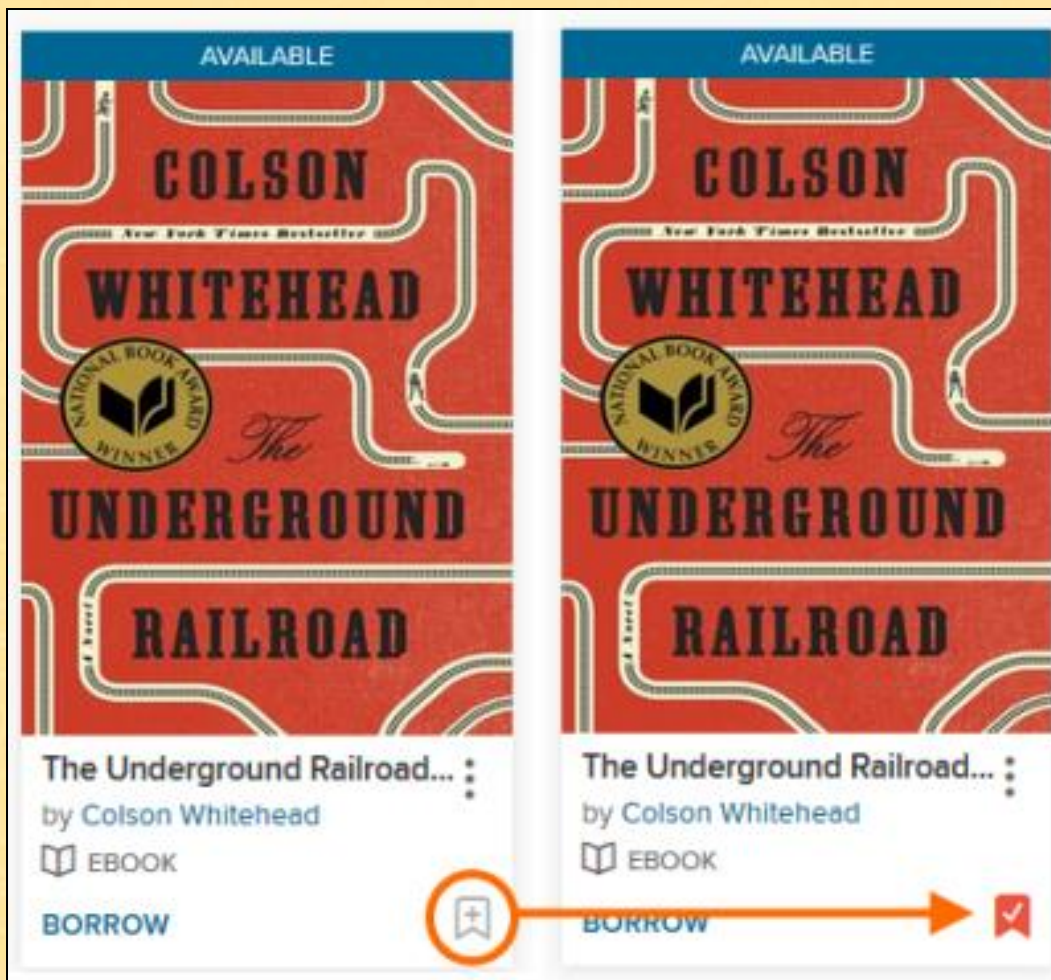 AVAILABLE
COLSON
New York Times Bestseller
WHITEHEAD
NATIONAL BOOK AWARD
WINNER
The
UNDERGROUND
A Novel
RAILROAD
The Underground Railroad...
by Colson Whitehead
EBOOK
BORROW
AVAILABLE
COLSON
New York Times Bestseller
WHITEHEAD
NATIONAL BOOK AWARD
WINNER
The
UNDERGROUND
A Novel
RAILROAD
The Underground Railroad...
by Colson Whitehead
EBOOK
BORROW